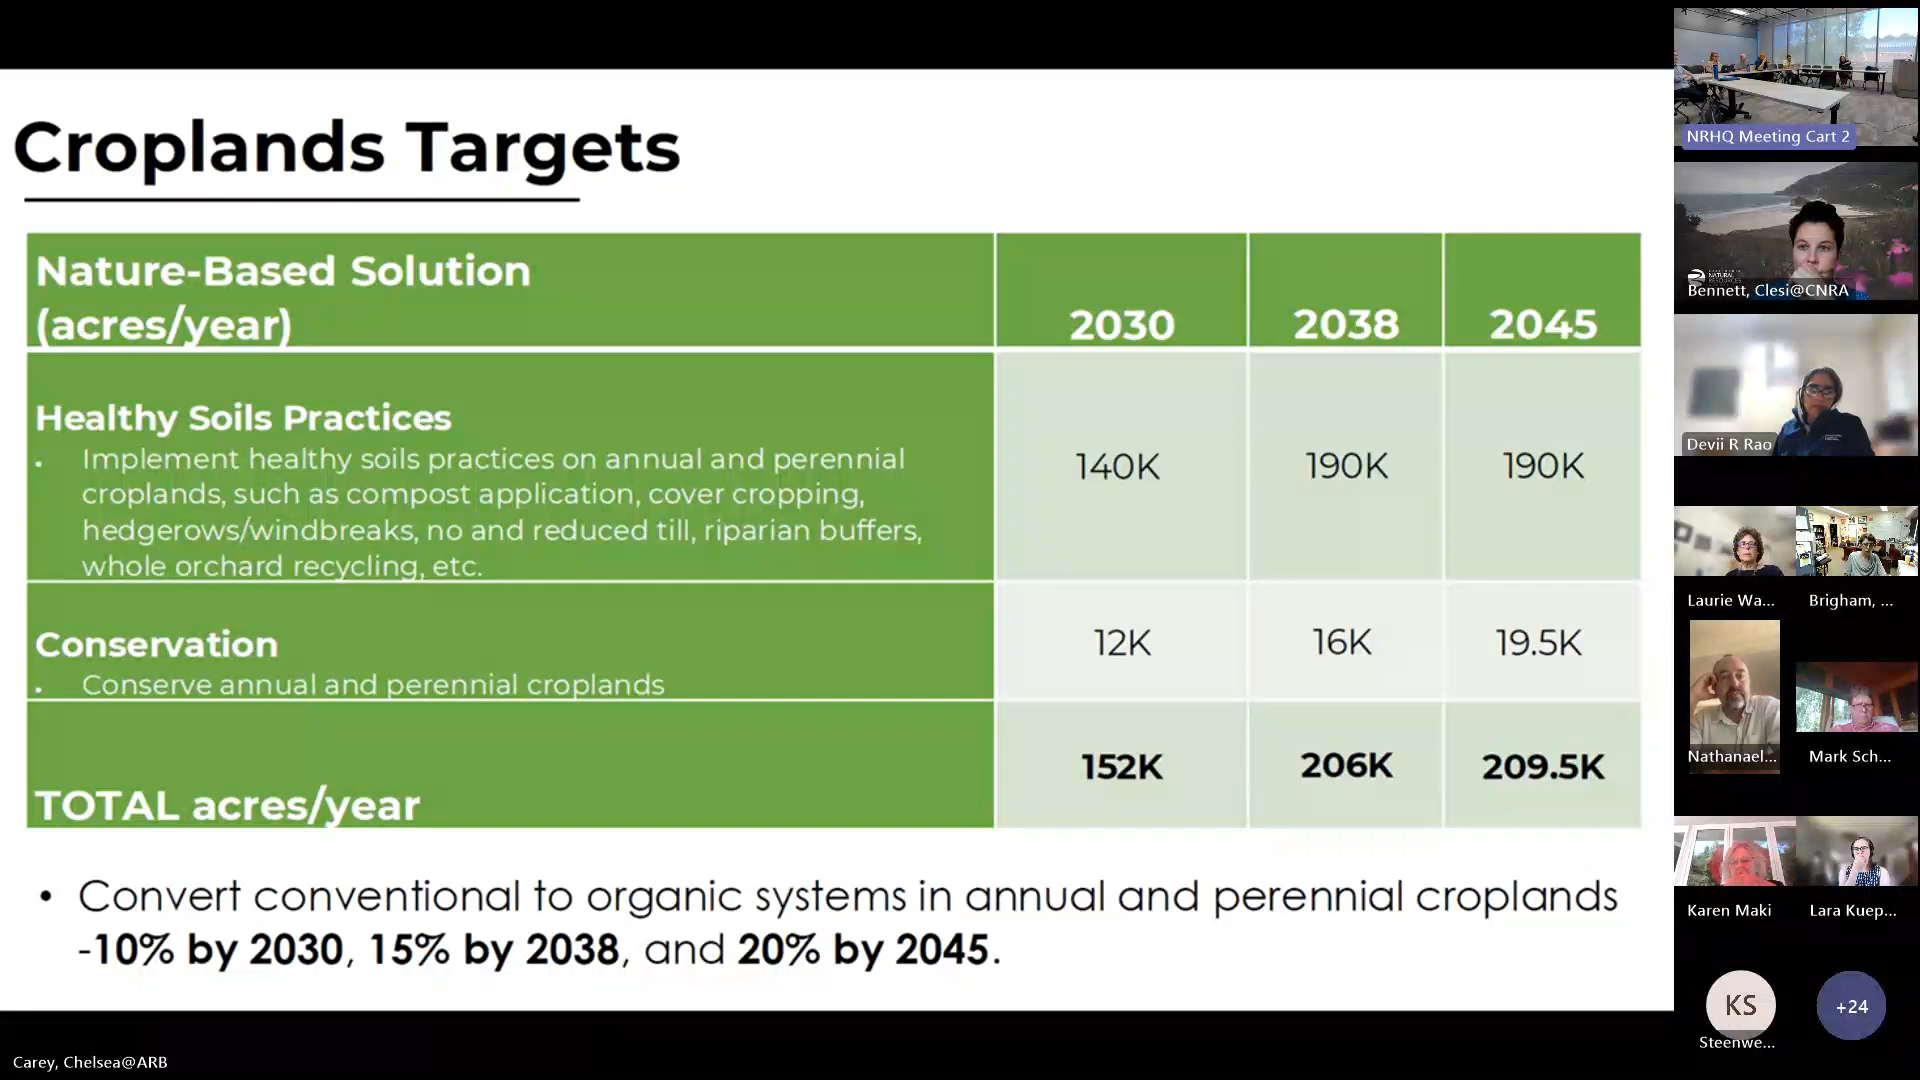 Croplands Targets
Nature-Based Solution
(acres/year)
2030
2038
2045
Healthy Soils Practices
• Implement healthy soils practices on annual and perennial
croplands, such as compost application, cover cropping,
hedgerows/windbreaks, no and reduced till, riparian buffers,
whole orchard recycling, etc.
140K
190K
190K
Conservation
• Conserve annual and perennial croplands
12K
16K
19.5K
TOTAL acres/year
152K
206K
209.5K
• Convert conventional to organic systems in annual and perennial croplands
-10% by 2030, 15% by 2038, and 20% by 2045.
Carey, Chelsea@ARB
NRHQ Meeting Cart 2
NATURAL
Bennett, Clesi@CNRA
Devii R Rao
Laurie Wa...
Brigham, ...
Nathanael...
Mark Sch...
Karen Maki
Lara Kuep...
KS
Steenwe...
+24